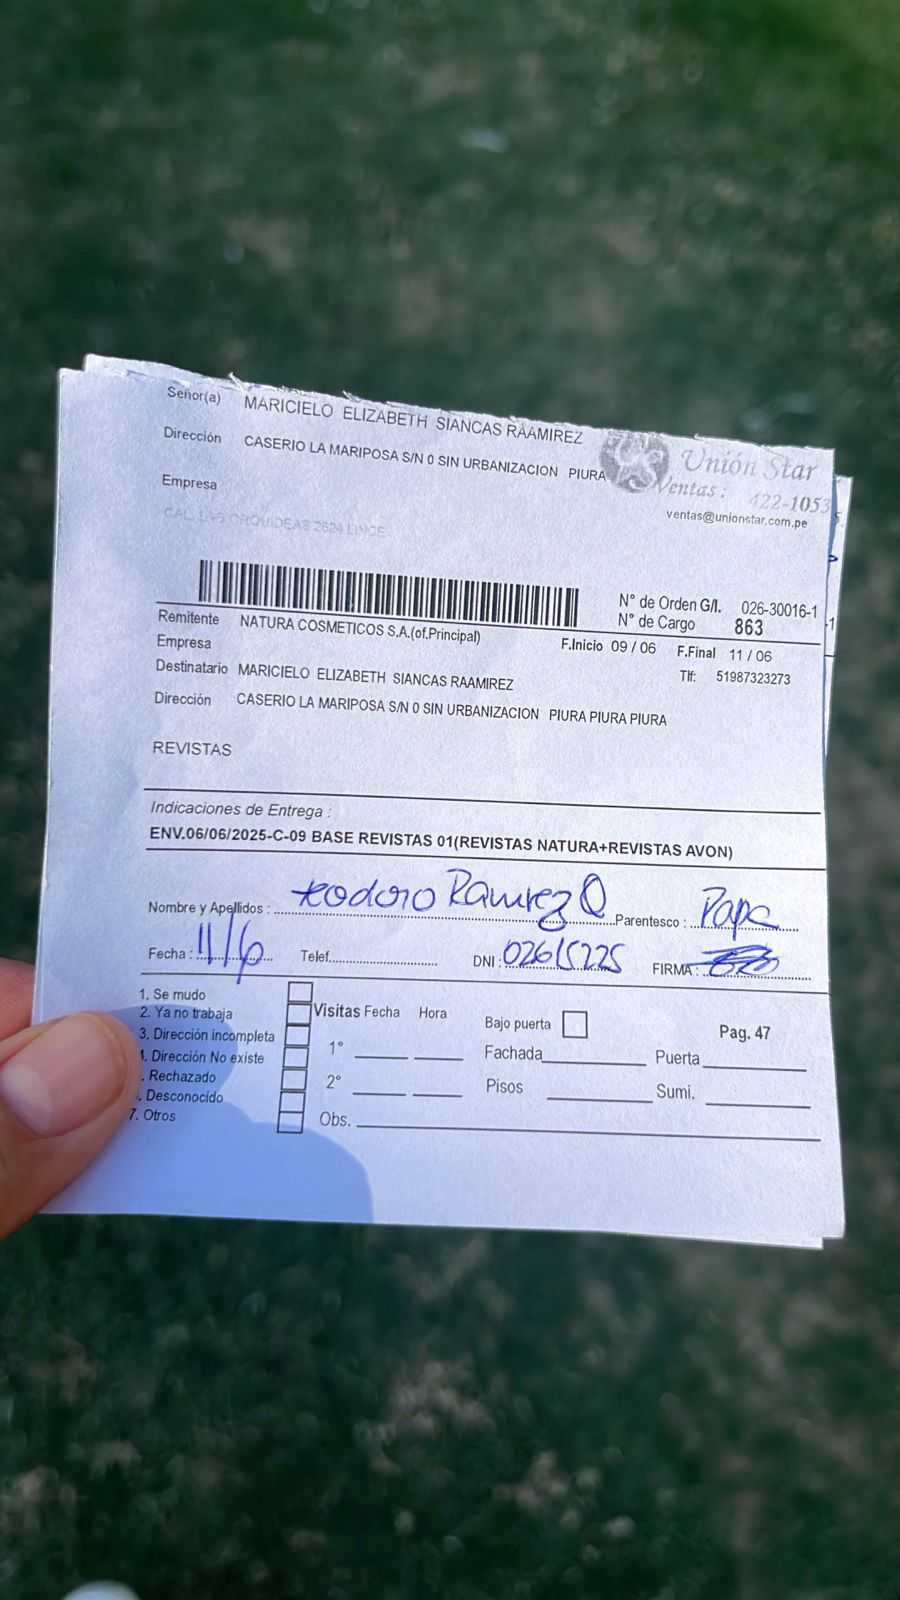 Señor(a) MARICIELO ELIZABETH SIANCAS RAAMIREZ
Dirección CASERIO LA MARIPOSA S/N 0 SIN URBANIZACION PIURA
Unión Star
Ventas : 422-1053
ventas@unionstar.com.pe
Empresa
CAL. LAS ORQUIDEAS 2624 LINCE
N° de Orden G/I. 026-30016-1
N° de Cargo 863
Remitente NATURA COSMETICOS S.A.(of.Principal)
F.Inicio 09 / 06 F.Final 11 / 06
Empresa
Tlf: 51987323273
Destinatario MARICIELO ELIZABETH SIANCAS RAAMIREZ
Dirección CASERIO LA MARIPOSA S/N 0 SIN URBANIZACION PIURA PIURA PIURA
REVISTAS
Indicaciones de Entrega :
ENV.06/06/2025-C-09 BASE REVISTAS 01(REVISTAS NATURA+REVISTAS AVON)
Nombre y Apellidos : teodoro Ramirez Q Parentesco : Papa
Fecha : 11/6 Telef. DNI : 02615225 FIRMA :
1. Se mudo
2. Ya no trabaja
3. Dirección incompleta
. Dirección No existe
. Rechazado
. Desconocido
7. Otros
Visitas Fecha Hora
1°
2°
Obs.
Bajo puerta Pag. 47
Fachada Puerta
Pisos Sumi.